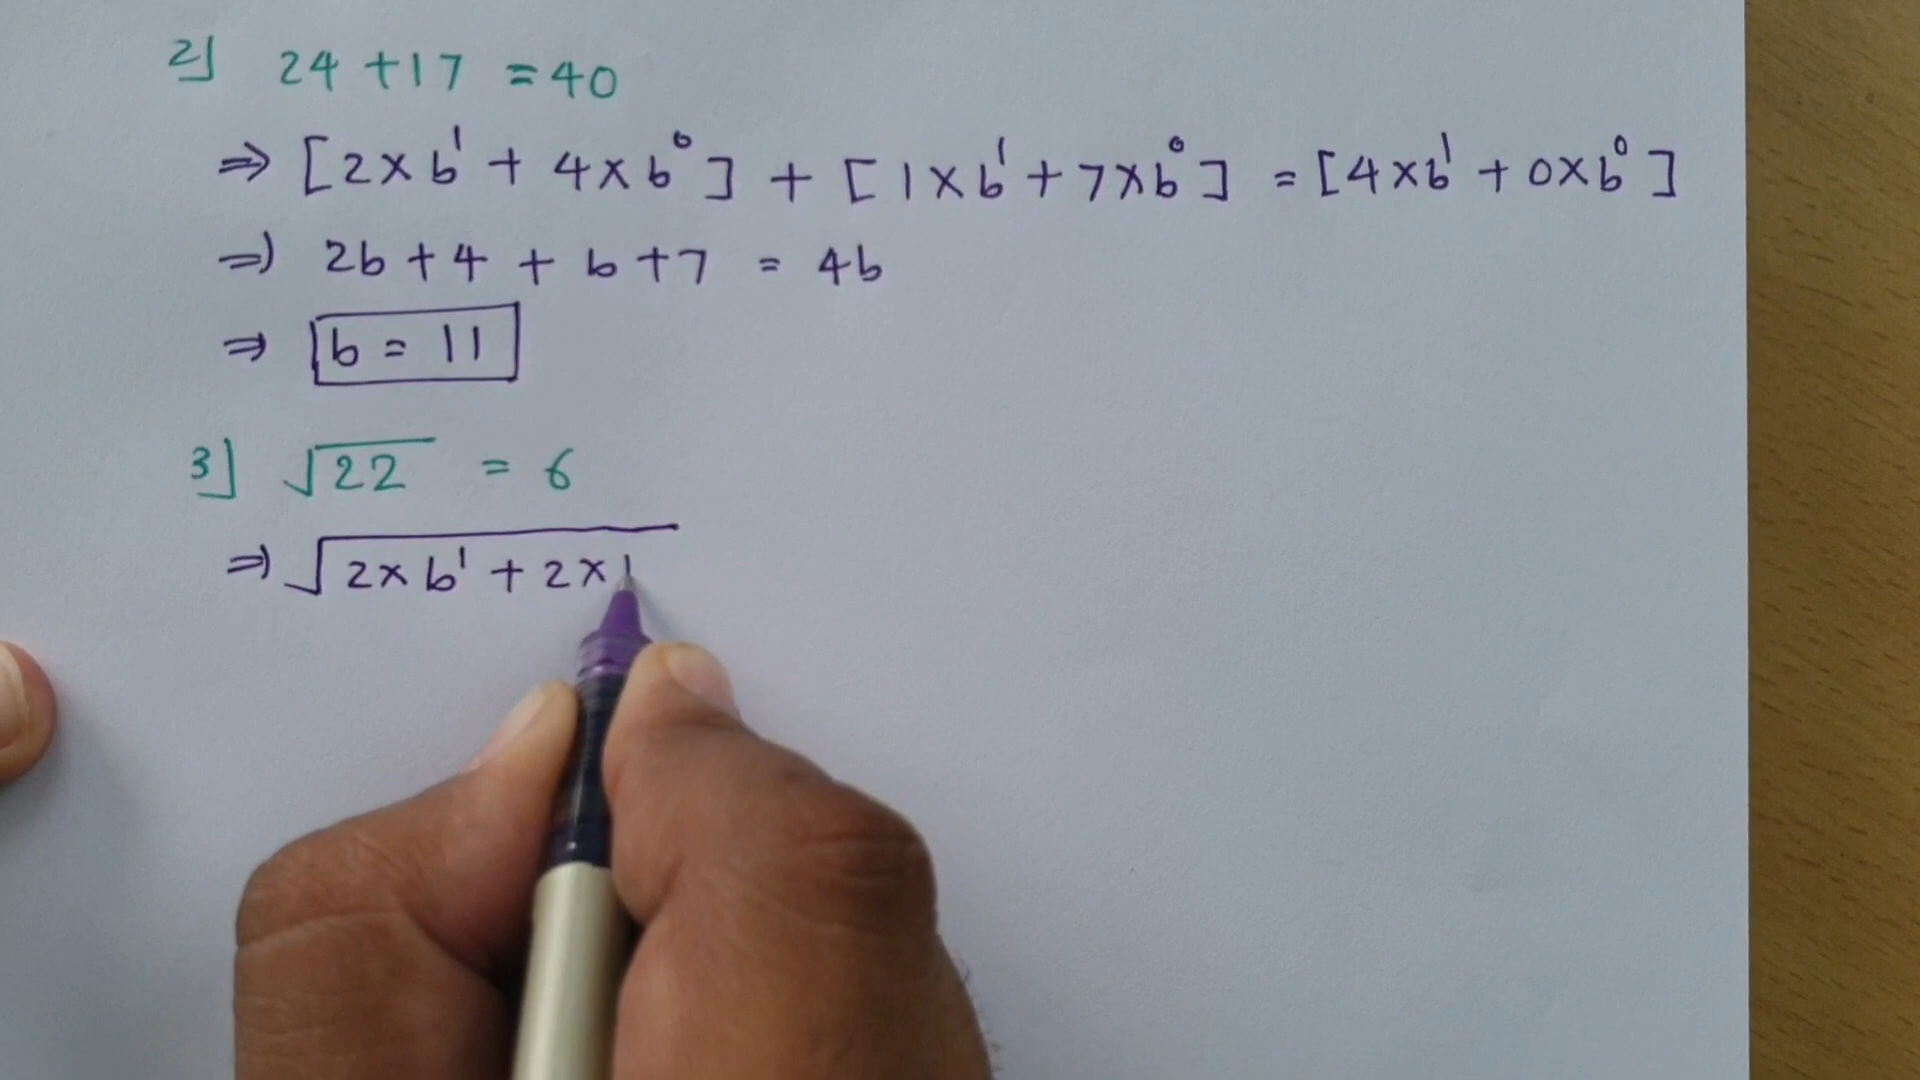 2] 24 + 17 = 40
⇒ [2 × b¹ + 4 × b⁰] + [1 × b¹ + 7 × b⁰] = [4 × b¹ + 0 × b⁰]
⇒ 2b + 4 + b + 7 = 4b
⇒ b = 11
3] √22 = 6
⇒ √2 × b¹ + 2 ×